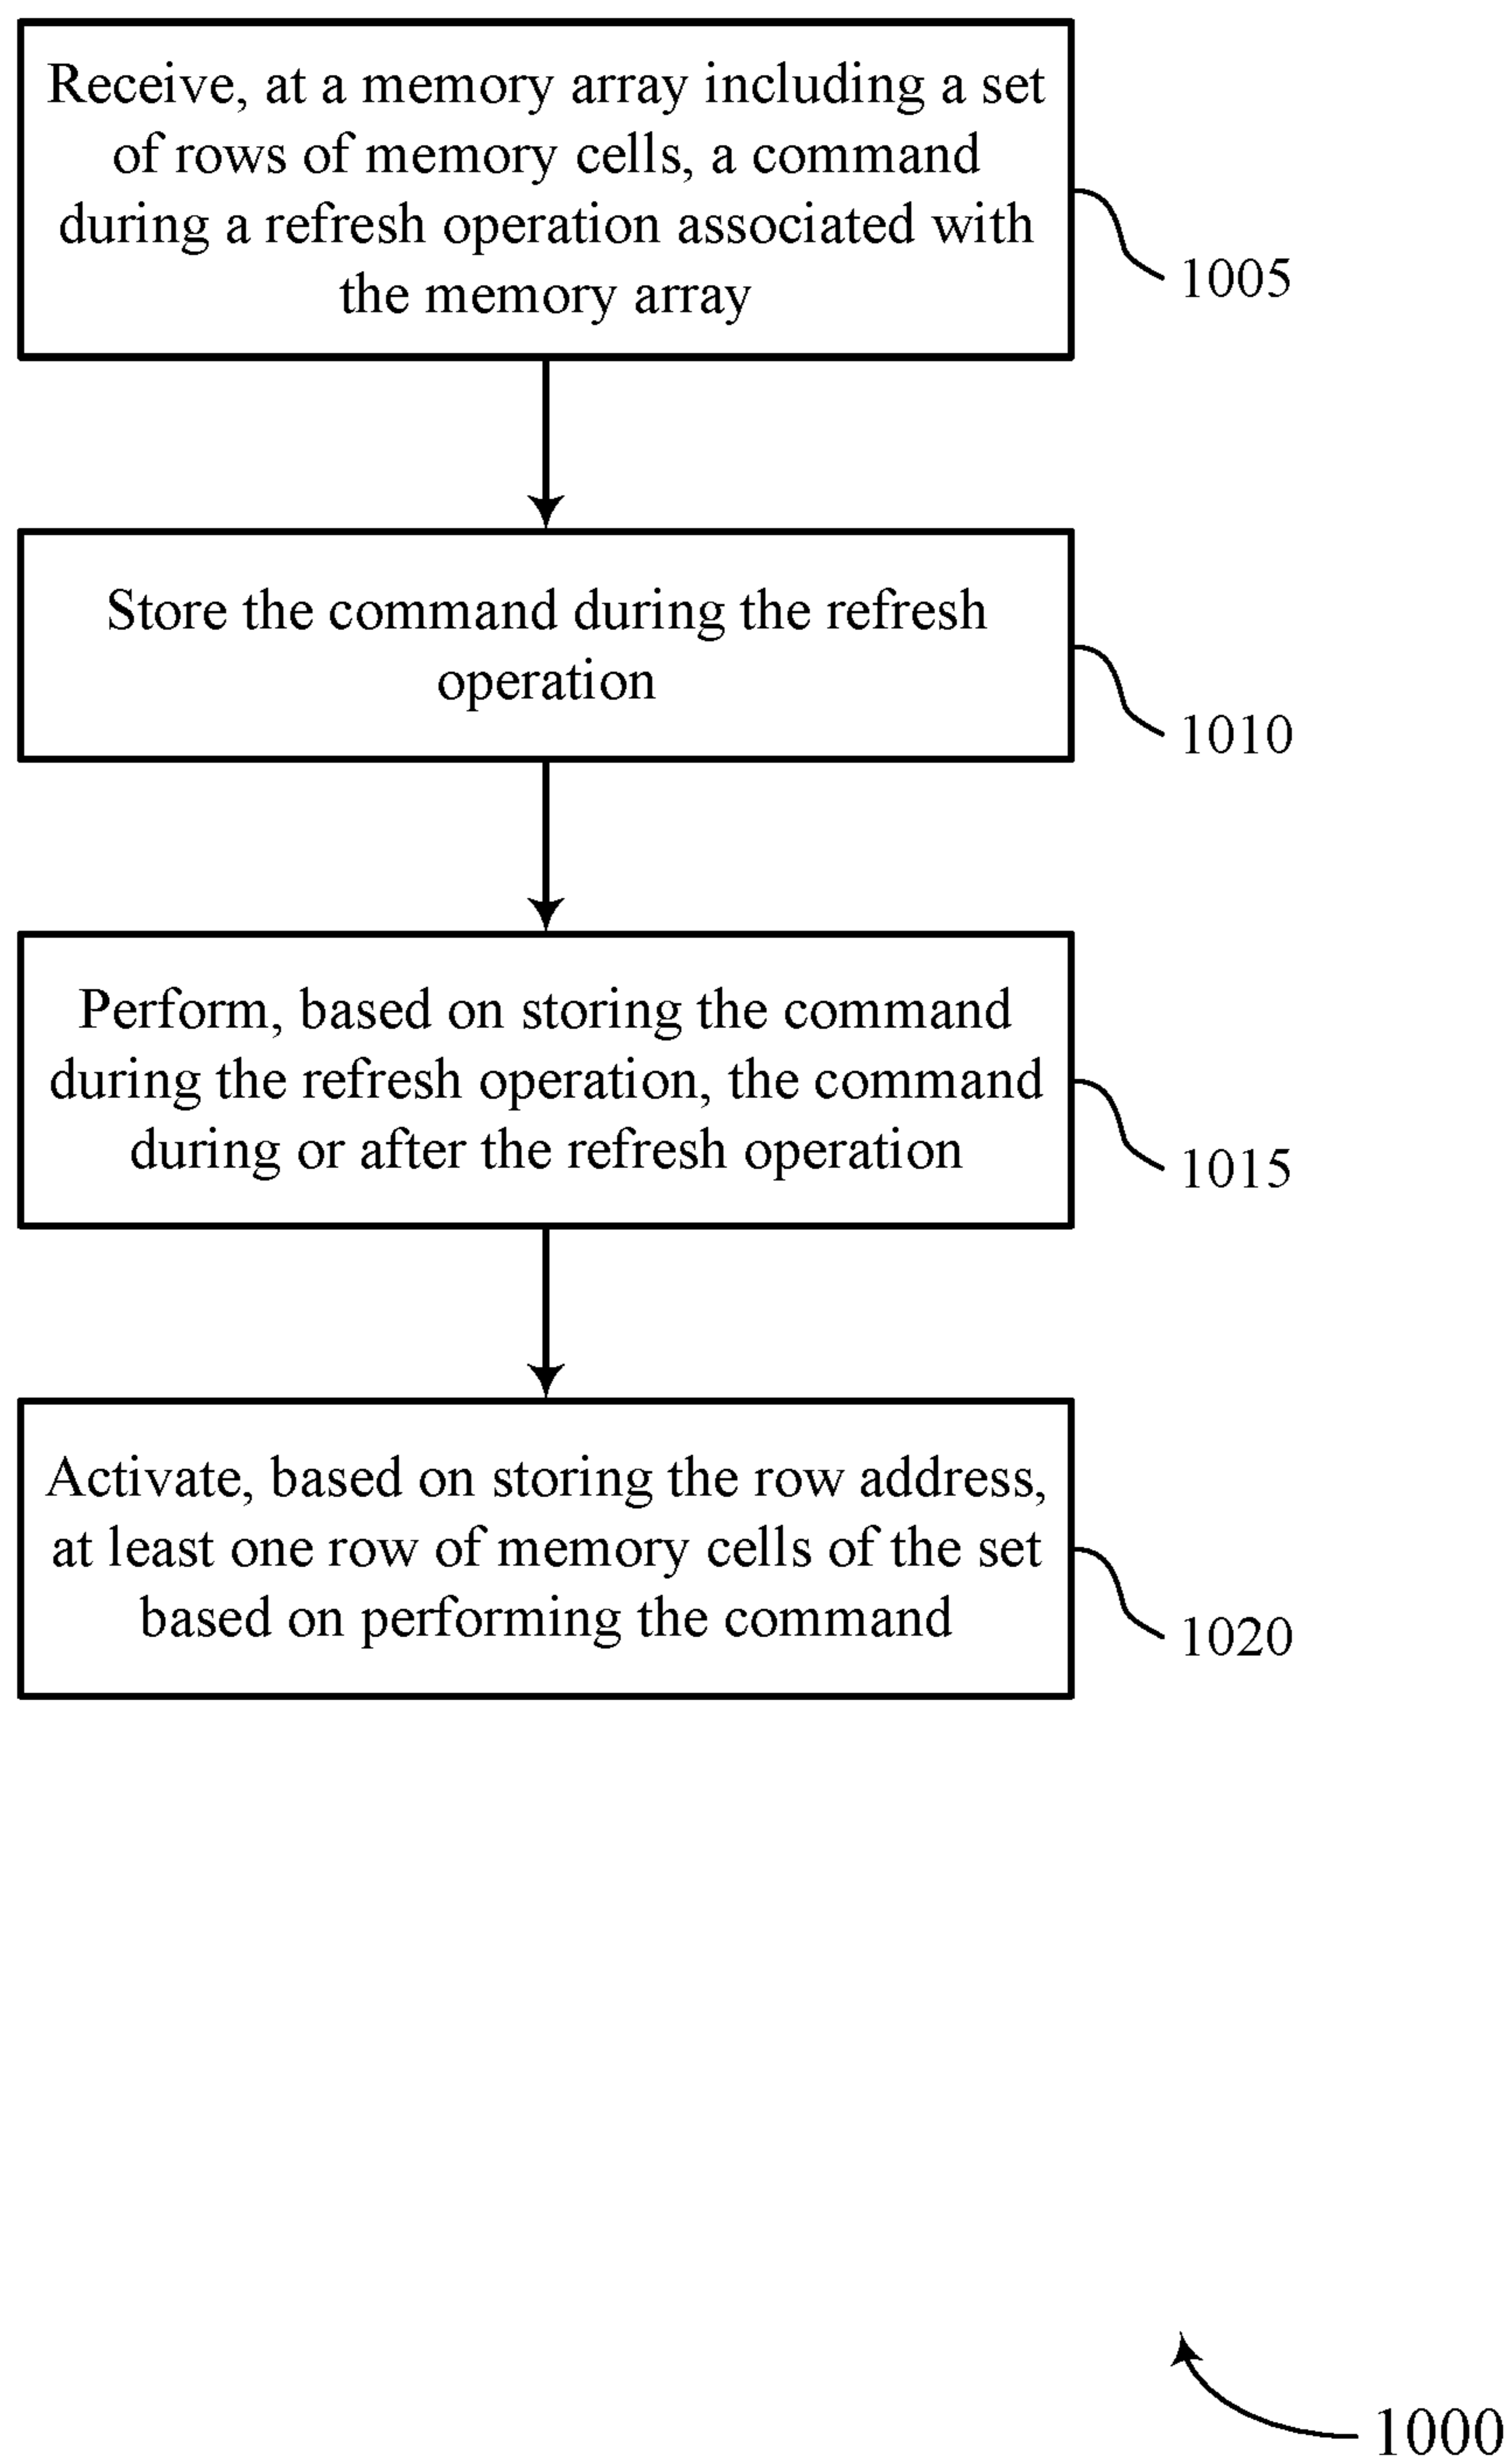 Receive, at a memory array including a set
of rows of memory cells, a command
during a refresh operation associated with
the memory array
1005
Store the command during the refresh
operation
1010
Perform, based on storing the command
during the refresh operation, the command
during or after the refresh operation
1015
Activate, based on storing the row address,
at least one row of memory cells of the set
based on performing the command
1020
1000